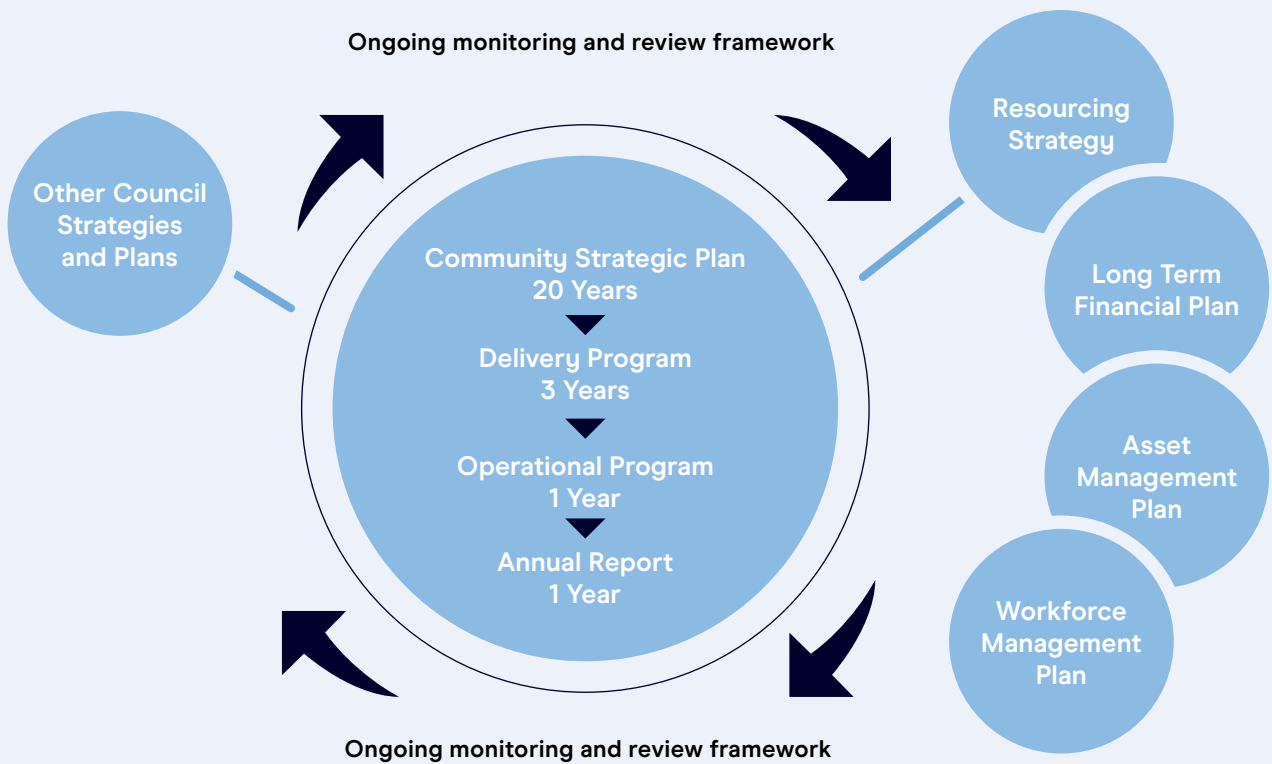 Ongoing monitoring and review framework
Other Council
Strategies
and Plans
Community Strategic Plan
20 Years
Delivery Program
3 Years
Operational Program
1 Year
Annual Report
1 Year
Resourcing
Strategy
Long Term
Financial Plan
Asset
Management
Plan
Workforce
Management
Plan
Ongoing monitoring and review framework